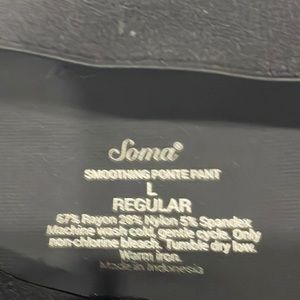 Soma®
SMOOTHING PONTE PANT
L
REGULAR
67% Rayon 28% Nylon 5% Spandex
Machine wash cold, gentle cycle. Only
non-chlorine bleach. Tumble dry low.
Warm iron.
Made in Indonesia